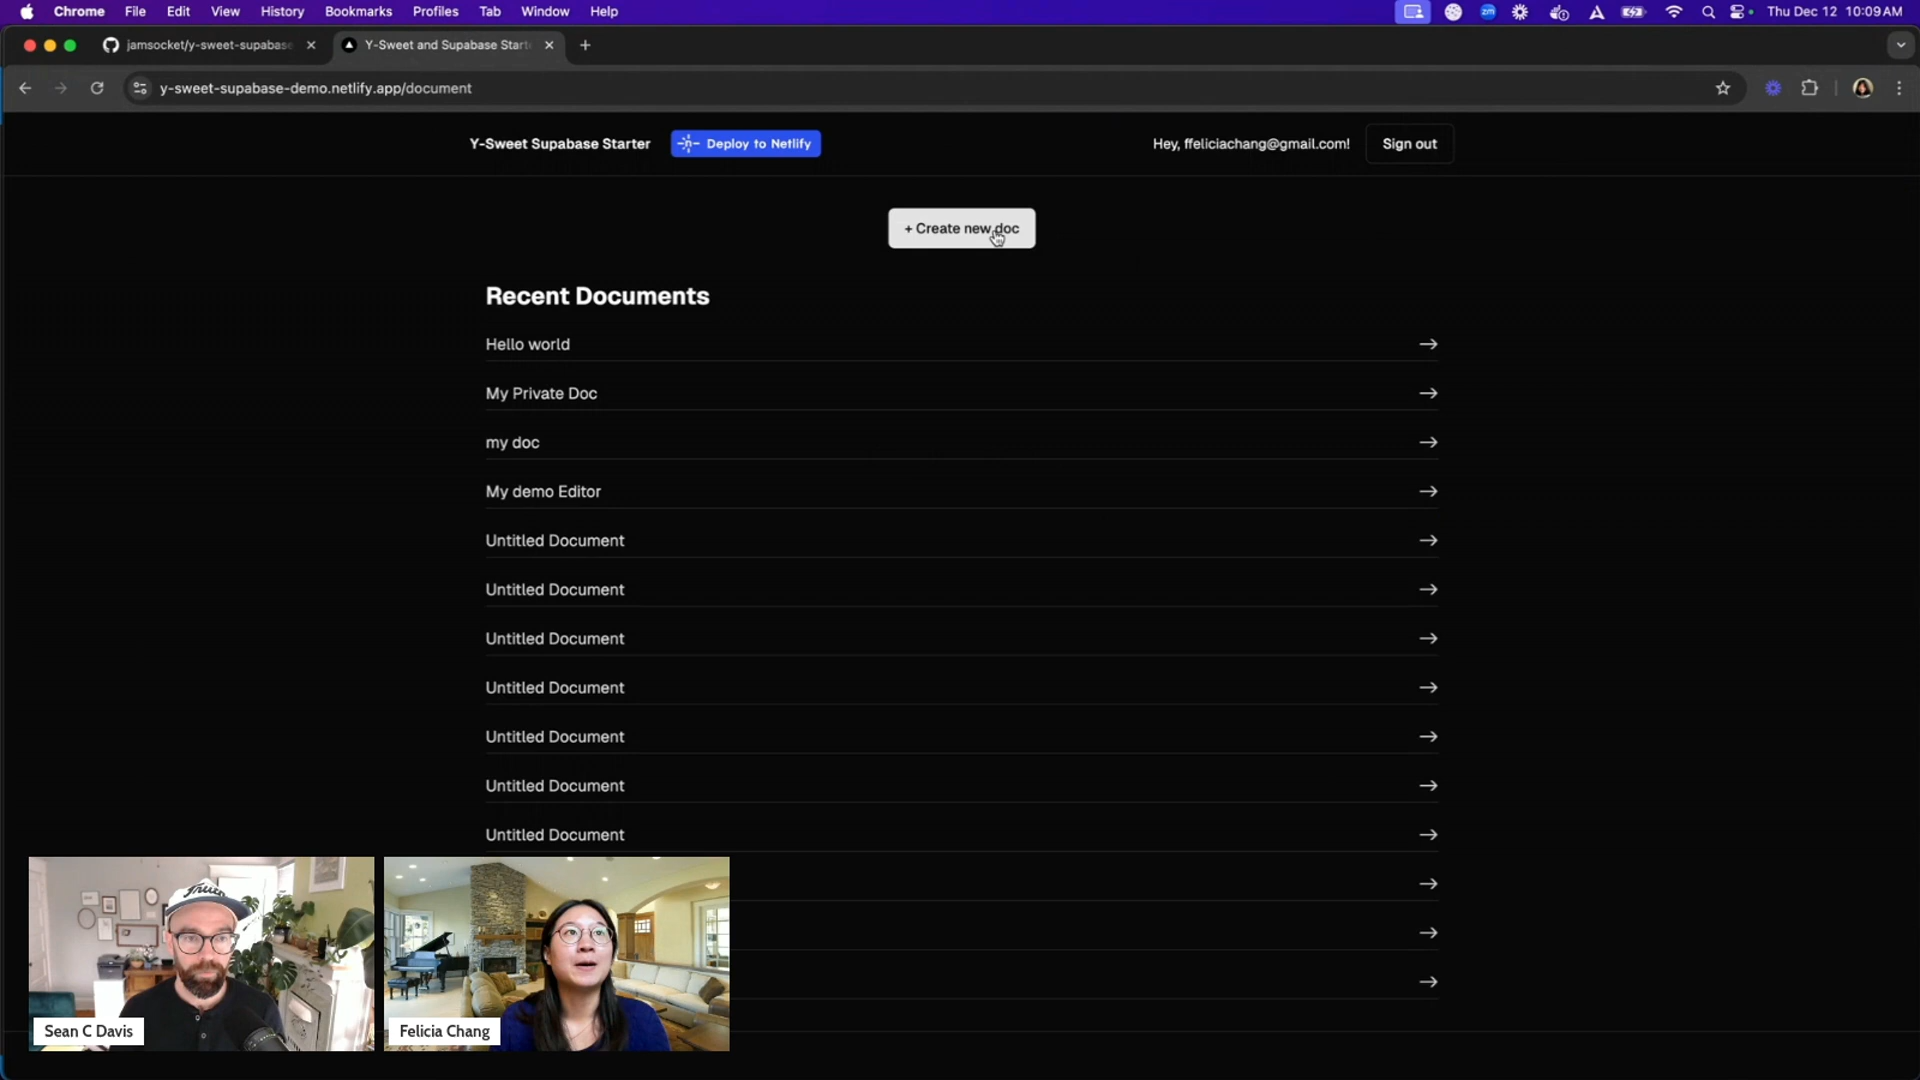 Chrome File Edit View History Bookmarks Profiles Tab Window Help zm Thu Dec 12 10:09 AM
jamsocket/y-sweet-supabase Y-Sweet and Supabase Start
y-sweet-supabase-demo.netlify.app/document
Y-Sweet Supabase Starter Deploy to Netlify Hey, ffeliciachang@gmail.com! Sign out
+ Create new doc
Recent Documents
Hello world
My Private Doc
my doc
My demo Editor
Untitled Document
Untitled Document
Untitled Document
Untitled Document
Untitled Document
Untitled Document
Untitled Document
Truth
Sean C Davis Felicia Chang